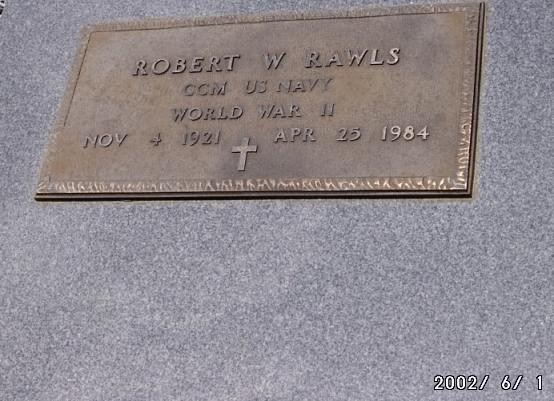 ROBERT W RAWLS
CCM US NAVY
WORLD WAR II
NOV 4 1921 APR 25 1984
2002/ 6/ 1